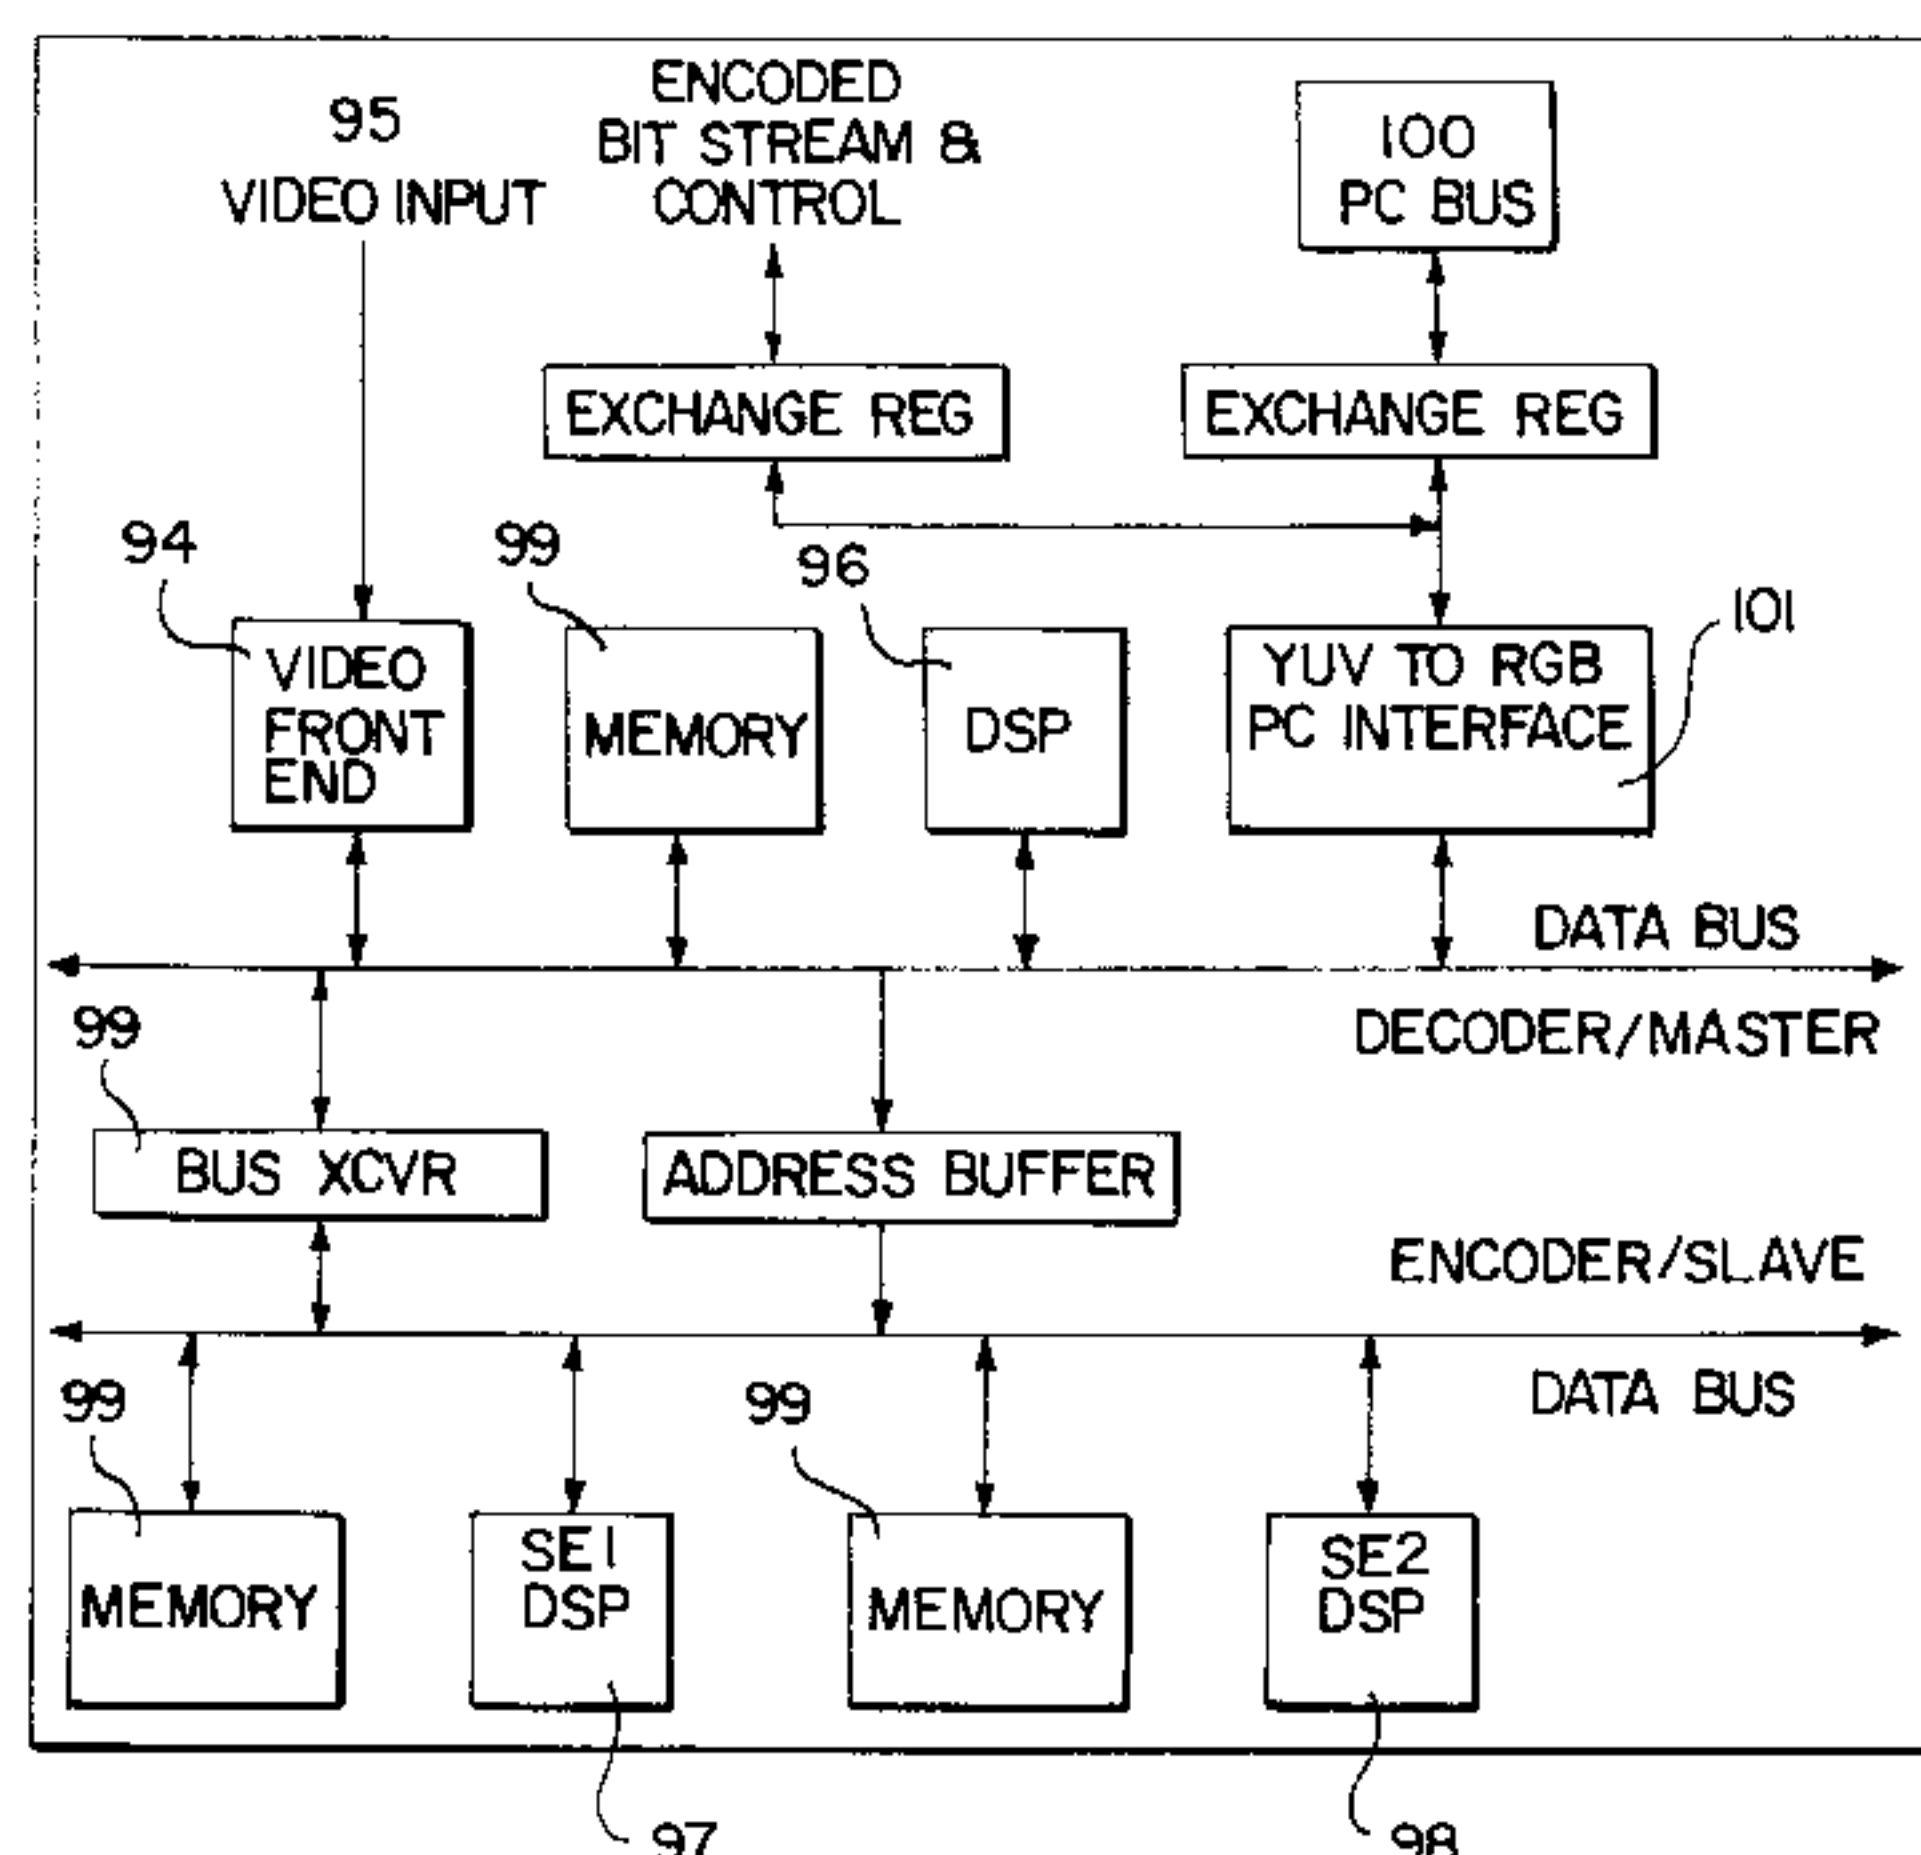 95
VIDEO INPUT
ENCODED
BIT STREAM &
CONTROL
100
PC BUS
EXCHANGE REG
EXCHANGE REG
94
99
96
101
VIDEO
FRONT
END
MEMORY
DSP
YUV TO RGB
PC INTERFACE
DATA BUS
DECODER/MASTER
99
BUS XCVR
ADDRESS BUFFER
ENCODER/SLAVE
DATA BUS
99
99
MEMORY
SE1
DSP
MEMORY
SE2
DSP
97
98